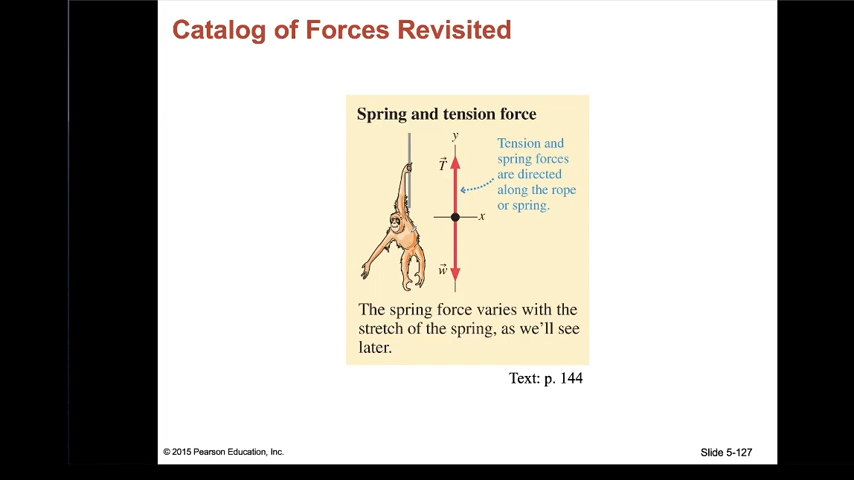 Catalog of Forces Revisited
Spring and tension force
y
T
Tension and
spring forces
are directed
along the rope
or spring.
x
w
The spring force varies with the
stretch of the spring, as we’ll see
later.
Text: p. 144
© 2015 Pearson Education, Inc.
Slide 5-127